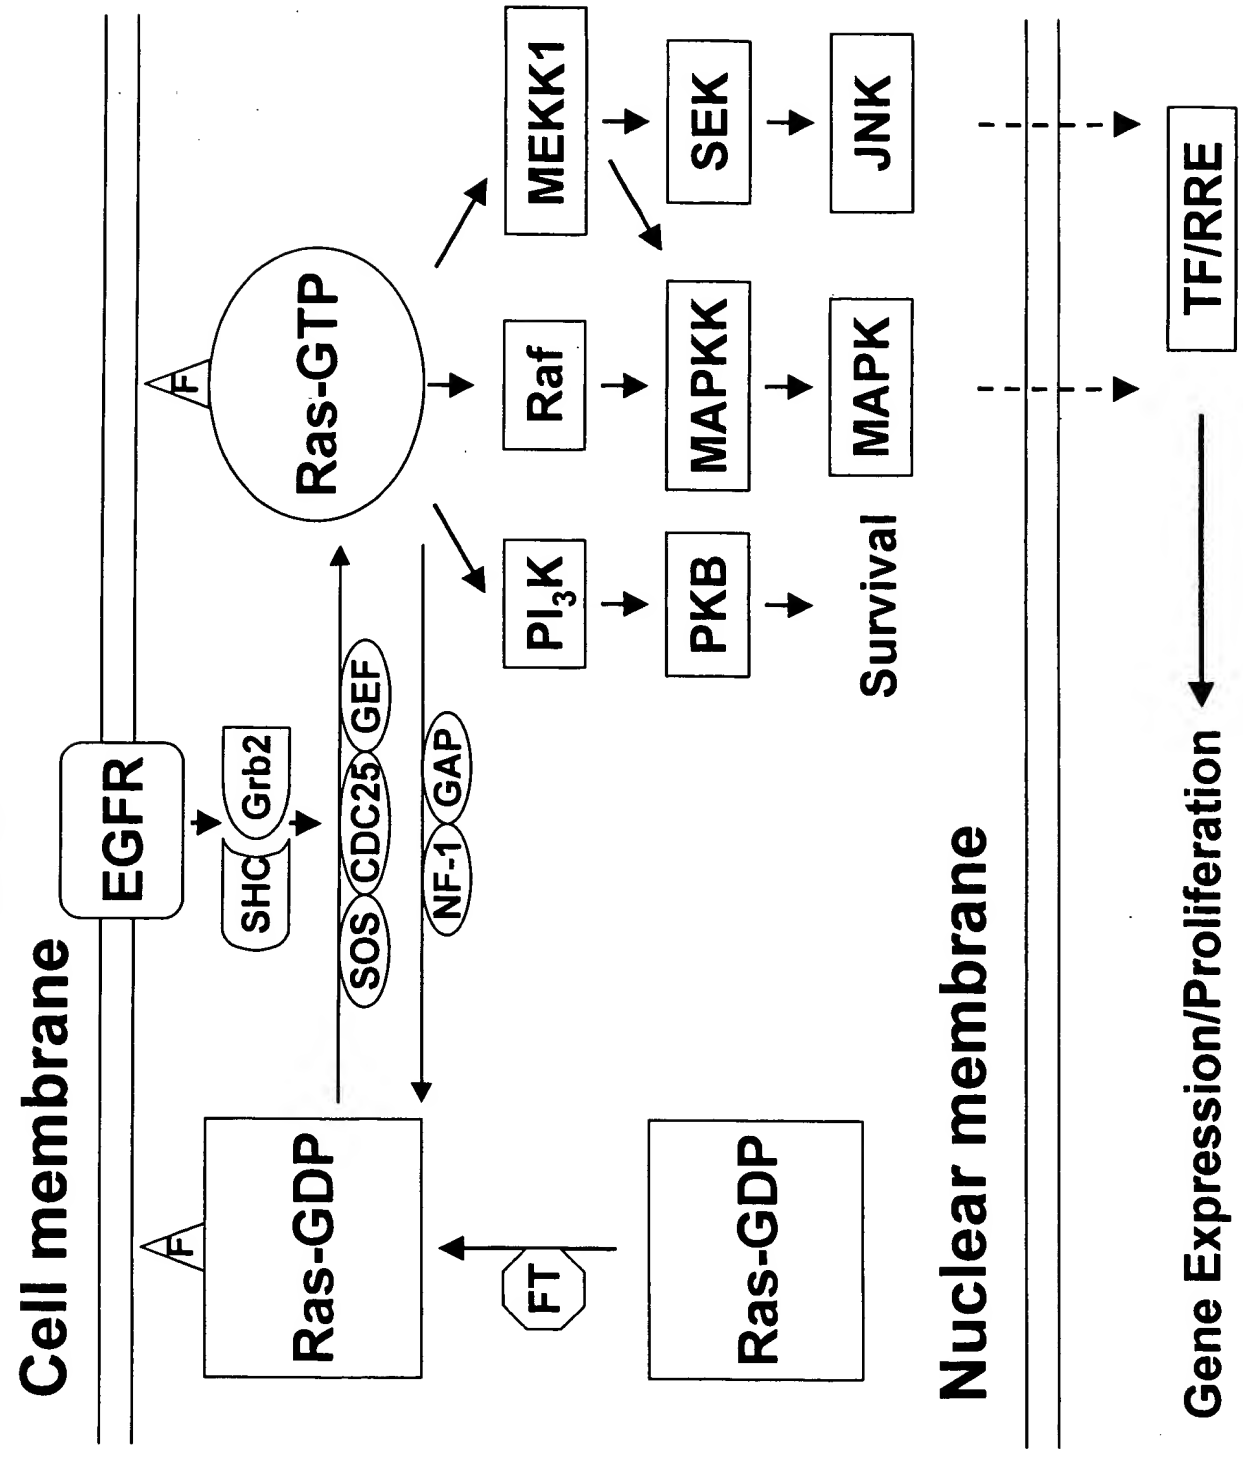 Cell membrane
EGFR
F
F
SHC
Grb2
Ras-GDP
Ras-GTP
SOS
CDC25
GEF
NF-1
GAP
FT
PI3K
Raf
MEKK1
Ras-GDP
PKB
MAPKK
SEK
Survival
MAPK
JNK
Nuclear membrane
Gene Expression/Proliferation
TF/RRE